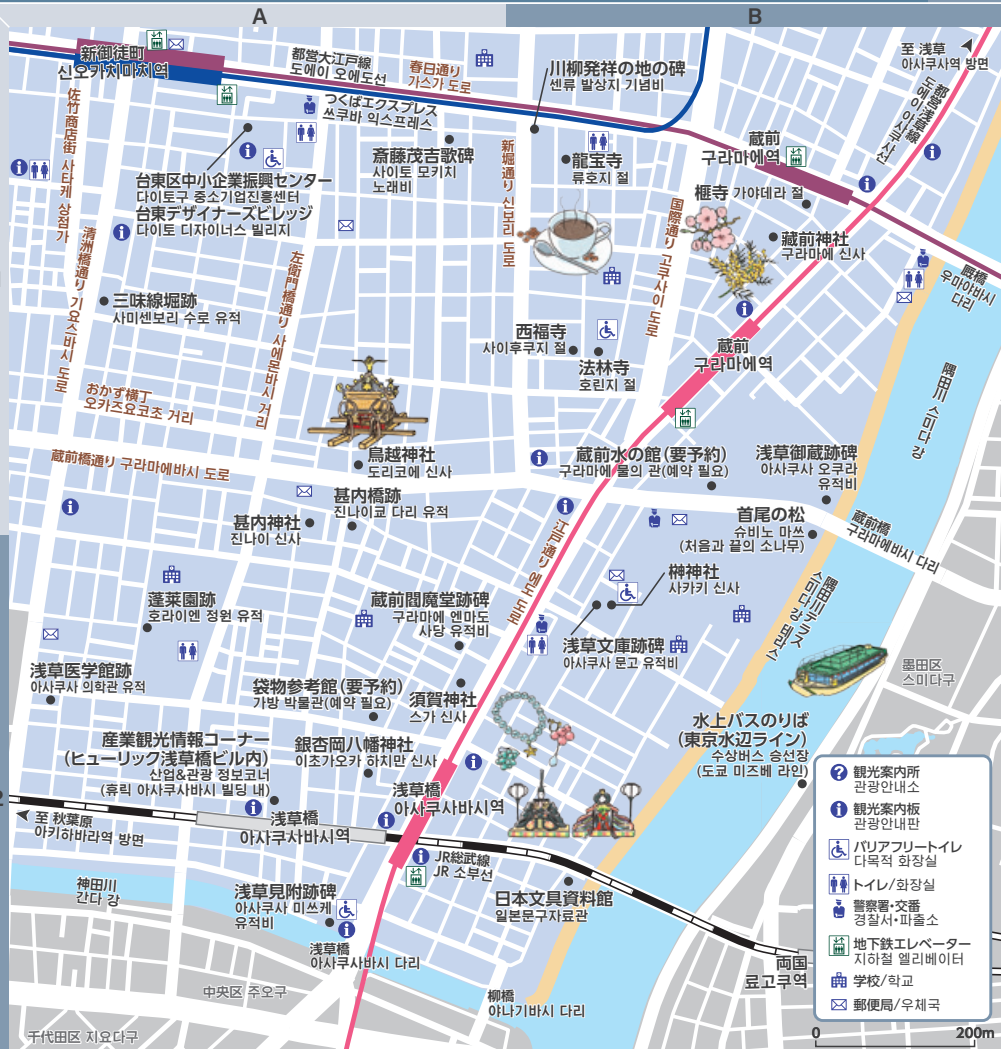 A
B
新御徒町
신오카치마치역
都営大江戸線
도에이 오에도선
春日通り
가스가 도로
川柳発祥の地の碑
센류 발상지 기념비
至 浅草
아사쿠사역 방면
都営浅草線
도에이 아사쿠사선
つくばエクスプレス
쓰쿠바 익스프레스
佐竹商店街 사타케 상점가
斎藤茂吉歌碑
사이토 모키치
노래비
新堀通り 신보리 도로
龍宝寺
류호지 절
蔵前
구라마에역
台東区中小企業振興センター
다이토구 중소기업진흥센터
台東デザイナーズビレッジ
다이토 디자이너스 빌리지
榧寺 가야데라 절
国際通り 고쿠사이 도로
蔵前神社
구라마에 신사
清洲橋通り 기요스바시 도로
左衛門橋通り 사에몬바시 거리
厩橋
우마야바시
다리
三味線堀跡
사미센보리 수로 유적
西福寺
사이후쿠지 절
法林寺
호린지 절
蔵前
구라마에역
隅田川 스미다 강
おかず横丁
오카즈요코초 거리
鳥越神社
도리코에 신사
蔵前橋通り 구라마에바시 도로
蔵前水の館(要予約)
구라마에 물의 관(예약 필요)
浅草御蔵跡碑
아사쿠사 오쿠라
유적비
甚内橋跡
진나이쿄 다리 유적
甚内神社
진나이 신사
江戸通り 에도 도로
首尾の松
슈비노 마쓰
(처음과 끝의 소나무)
蔵前橋
구라마에바시 다리
榊神社
사카키 신사
隅田川テラス
스미다 강 테라스
蓬莱園跡
호라이엔 정원 유적
蔵前閻魔堂跡碑
구라마에 엔마도
사당 유적비
浅草文庫跡碑
아사쿠사 문고 유적비
墨田区
스미다구
浅草医学館跡
아사쿠사 의학관 유적
袋物参考館(要予約)
가방 박물관(예약 필요)
須賀神社
스가 신사
水上バスのりば
(東京水辺ライン)
수상버스 승선장
(도쿄 미즈베 라인)
産業観光情報コーナー
(ヒューリック浅草橋ビル内)
산업&관광 정보코너
(휴릭 아사쿠사바시 빌딩 내)
銀杏岡八幡神社
이초가오카 하치만 신사
浅草橋
아사쿠사바시역
至 秋葉原
아키하바라역 방면
浅草橋
아사쿠사바시역
JR総武線
JR 소부선
神田川
간다 강
浅草見附跡碑
아사쿠사 미쓰케
유적비
日本文具資料館
일본문구자료관
浅草橋
아사쿠사바시 다리
両国
료고쿠역
中央区 주오구
柳橋
야나기바시 다리
千代田区 지요다구
観光案内所
관광안내소
観光案内板
관광안내판
バリアフリートイレ
다목적 화장실
トイレ/화장실
警察署・交番
경찰서・파출소
地下鉄エレベーター
지하철 엘리베이터
学校/학교
郵便局/우체국
0
200m